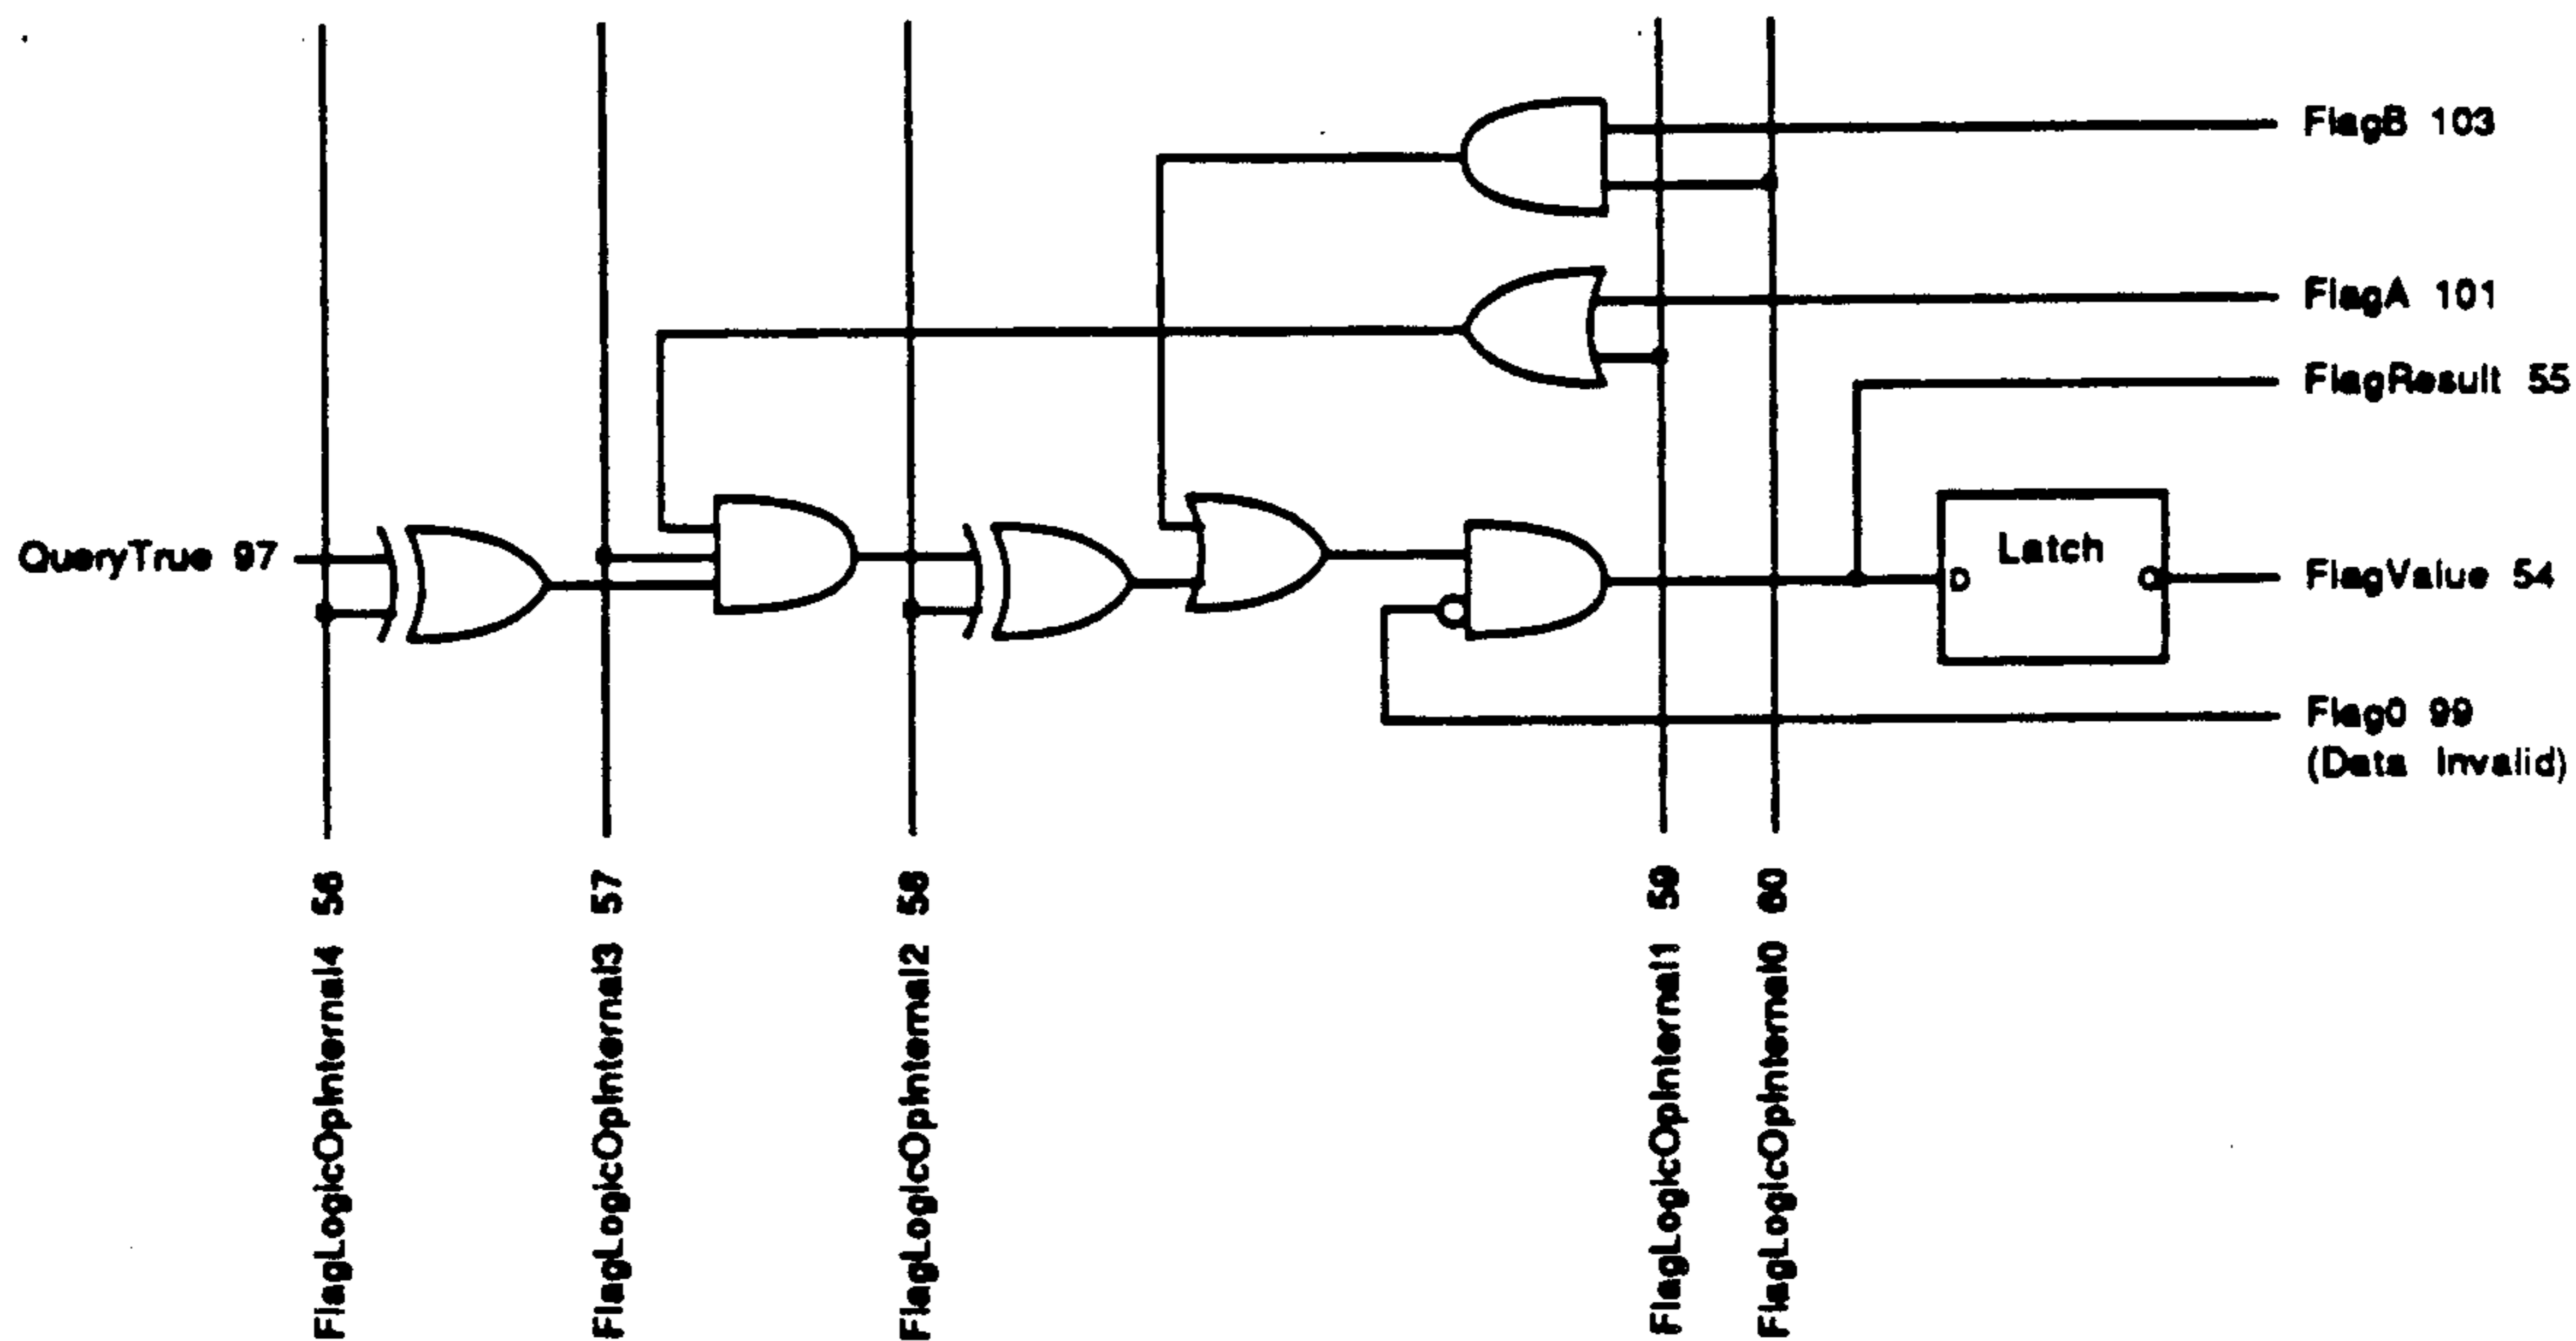 FlagB 103
FlagA 101
FlagResult 55
QueryTrue 97
Latch
D
Q
FlagValue 54
Flag0 99
(Data Invalid)
FlagLogicOpInternal4 56
FlagLogicOpInternal3 57
FlagLogicOpInternal2 58
FlagLogicOpInternal1 59
FlagLogicOpInternal0 60